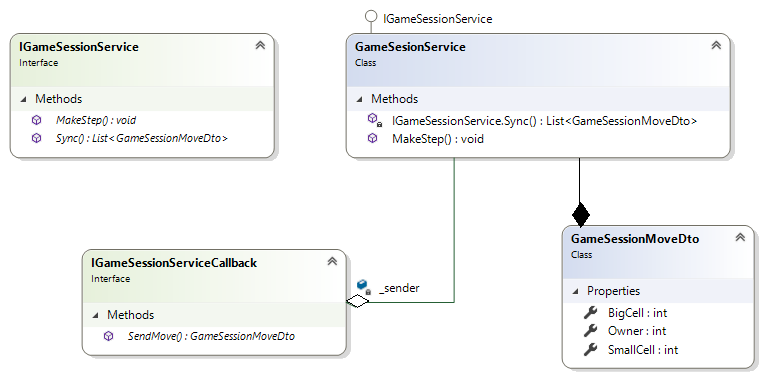 IGameSessionService
IGameSessionService
Interface
Methods
MakeStep() : void
Sync() : List<GameSessionMoveDto>
GameSesionService
Class
Methods
IGameSessionService.Sync() : List<GameSessionMoveDto>
MakeStep() : void
IGameSessionServiceCallback
Interface
Methods
SendMove() : GameSessionMoveDto
_sender
GameSessionMoveDto
Class
Properties
BigCell : int
Owner : int
SmallCell : int